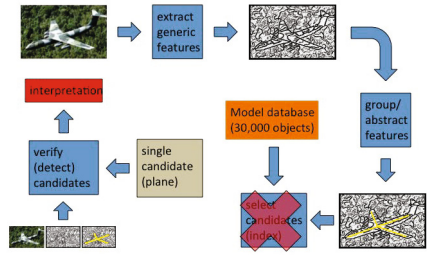 extract
generic
features
interpretation
Model database
(30,000 objects)
group/
abstract
features
verify
(detect)
candidates
single
candidate
(plane)
select
candidates
(index)